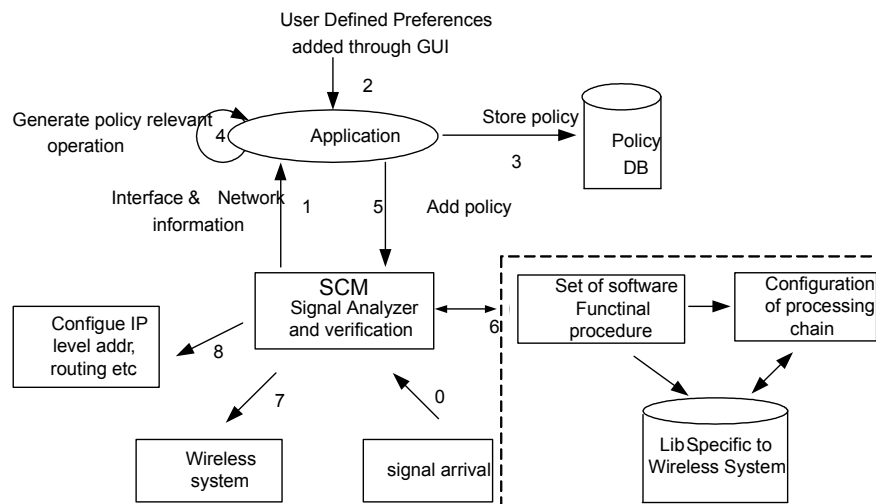 User Defined Preferences
added through GUI
2
Generate policy relevant
operation
4
Application
Store policy
3
Policy
DB
Interface & Network
information
1
5
Add policy
SCM
Signal Analyzer
and verification
6
Set of software
Functinal
procedure
Configuration
of processing
chain
Configue IP
level addr,
routing etc
8
7
0
Wireless
system
signal arrival
Lib Specific to
Wireless System